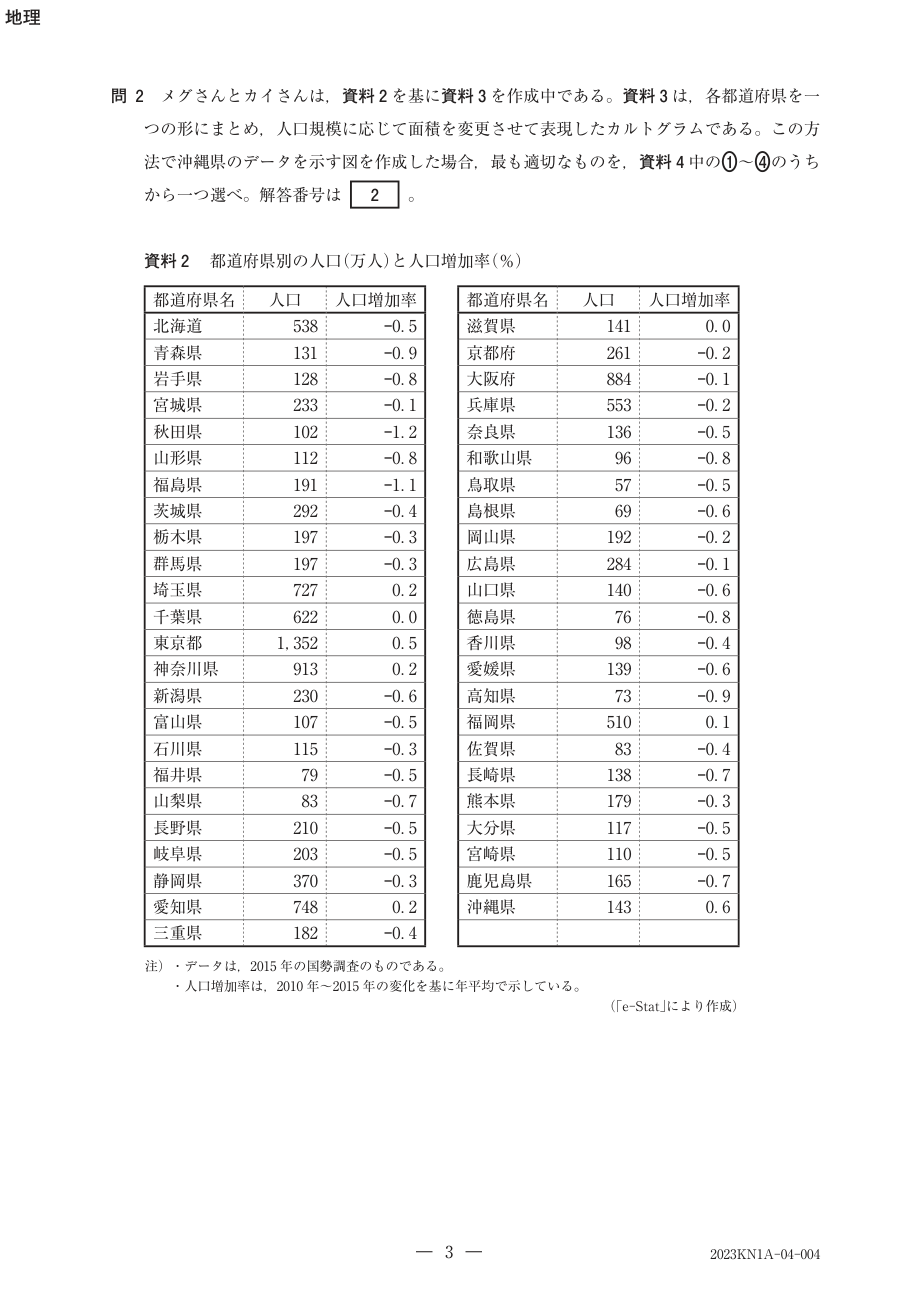 地理
問 2 メグさんとカイさんは，資料2を基に資料3を作成中である。資料3は，各都道府県を一
つの形にまとめ，人口規模に応じて面積を変更させて表現したカルトグラムである。この方
法で沖縄県のデータを示す図を作成した場合，最も適切なものを，資料4中の①～④のうち
から一つ選べ。解答番号は 2 。
資料2 都道府県別の人口(万人)と人口増加率(％)
都道府県名 人口 人口増加率
北海道 538 −0.5
青森県 131 −0.9
岩手県 128 −0.8
宮城県 233 −0.1
秋田県 102 −1.2
山形県 112 −0.8
福島県 191 −1.1
茨城県 292 −0.4
栃木県 197 −0.3
群馬県 197 −0.3
埼玉県 727 0.2
千葉県 622 0.0
東京都 1,352 0.5
神奈川県 913 0.2
新潟県 230 −0.6
富山県 107 −0.5
石川県 115 −0.3
福井県 79 −0.5
山梨県 83 −0.7
長野県 210 −0.5
岐阜県 203 −0.5
静岡県 370 −0.3
愛知県 748 0.2
三重県 182 −0.4
都道府県名 人口 人口増加率
滋賀県 141 0.0
京都府 261 −0.2
大阪府 884 −0.1
兵庫県 553 −0.2
奈良県 136 −0.5
和歌山県 96 −0.8
鳥取県 57 −0.5
島根県 69 −0.6
岡山県 192 −0.2
広島県 284 −0.1
山口県 140 −0.6
徳島県 76 −0.8
香川県 98 −0.4
愛媛県 139 −0.6
高知県 73 −0.9
福岡県 510 0.1
佐賀県 83 −0.4
長崎県 138 −0.7
熊本県 179 −0.3
大分県 117 −0.5
宮崎県 110 −0.5
鹿児島県 165 −0.7
沖縄県 143 0.6
注）・データは，2015年の国勢調査のものである。
・人口増加率は，2010年～2015年の変化を基に年平均で示している。
(｢e-Stat｣により作成)
― 3 ―
2023KN1A-04-004